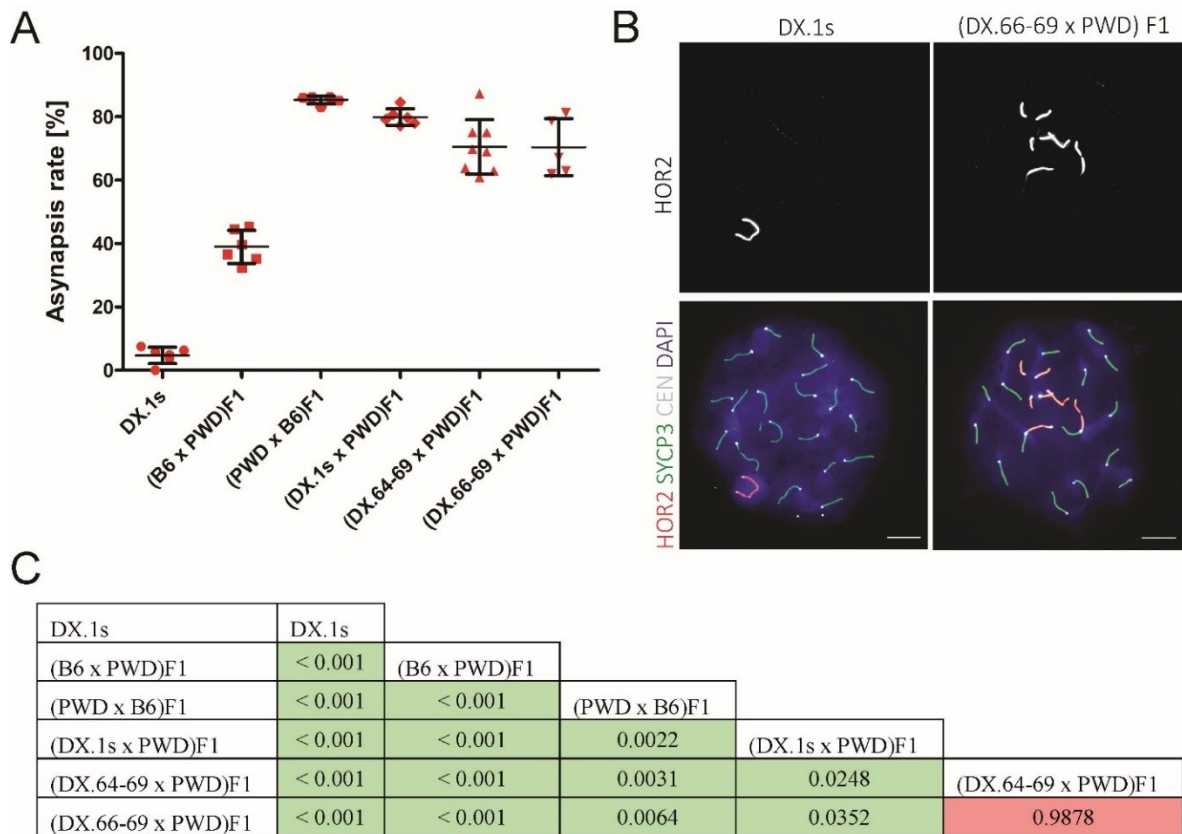 A
Asynapsis rate [%]
100
80
60
40
20
0
DX.1s
(B6 x PWD)F1
(PWD x B6)F1
(DX.1s x PWD)F1
(DX.64-69 x PWD)F1
(DX.66-69 x PWD)F1
B
DX.1s
(DX.66-69 x PWD) F1
HOR2
HOR2 SYCP3 CEN DAPI
C
DX.1s DX.1s
(B6 x PWD)F1 < 0.001 (B6 x PWD)F1
(PWD x B6)F1 < 0.001 < 0.001 (PWD x B6)F1
(DX.1s x PWD)F1 < 0.001 < 0.001 0.0022 (DX.1s x PWD)F1
(DX.64-69 x PWD)F1 < 0.001 < 0.001 0.0031 0.0248 (DX.64-69 x PWD)F1
(DX.66-69 x PWD)F1 < 0.001 < 0.001 0.0064 0.0352 0.9878